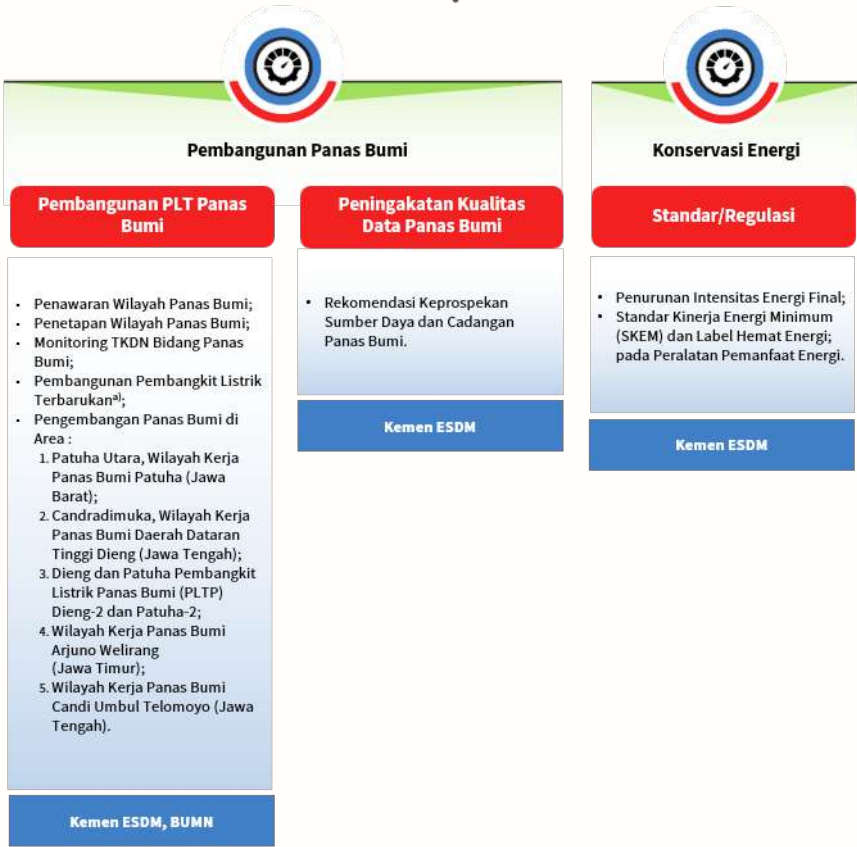 Pembangunan Panas Bumi
Pembangunan PLT Panas
Bumi
• Penawaran Wilayah Panas Bumi;
• Penetapan Wilayah Panas Bumi;
• Monitoring TKDN Bidang Panas
Bumi;
• Pembangunan Pembangkit Listrik
Terbarukanᵃ⁾;
• Pengembangan Panas Bumi di
Area :
1. Patuha Utara, Wilayah Kerja
Panas Bumi Patuha (Jawa
Barat);
2. Candradimuka, Wilayah Kerja
Panas Bumi Daerah Dataran
Tinggi Dieng (Jawa Tengah);
3. Dieng dan Patuha Pembangkit
Listrik Panas Bumi (PLTP)
Dieng-2 dan Patuha-2;
4. Wilayah Kerja Panas Bumi
Arjuno Welirang
(Jawa Timur);
5. Wilayah Kerja Panas Bumi
Candi Umbul Telomoyo (Jawa
Tengah).
Kemen ESDM, BUMN
Peningakatan Kualitas
Data Panas Bumi
• Rekomendasi Keprospekan
Sumber Daya dan Cadangan
Panas Bumi.
Kemen ESDM
Konservasi Energi
Standar/Regulasi
• Penurunan Intensitas Energi Final;
• Standar Kinerja Energi Minimum
(SKEM) dan Label Hemat Energi;
pada Peralatan Pemanfaat Energi.
Kemen ESDM